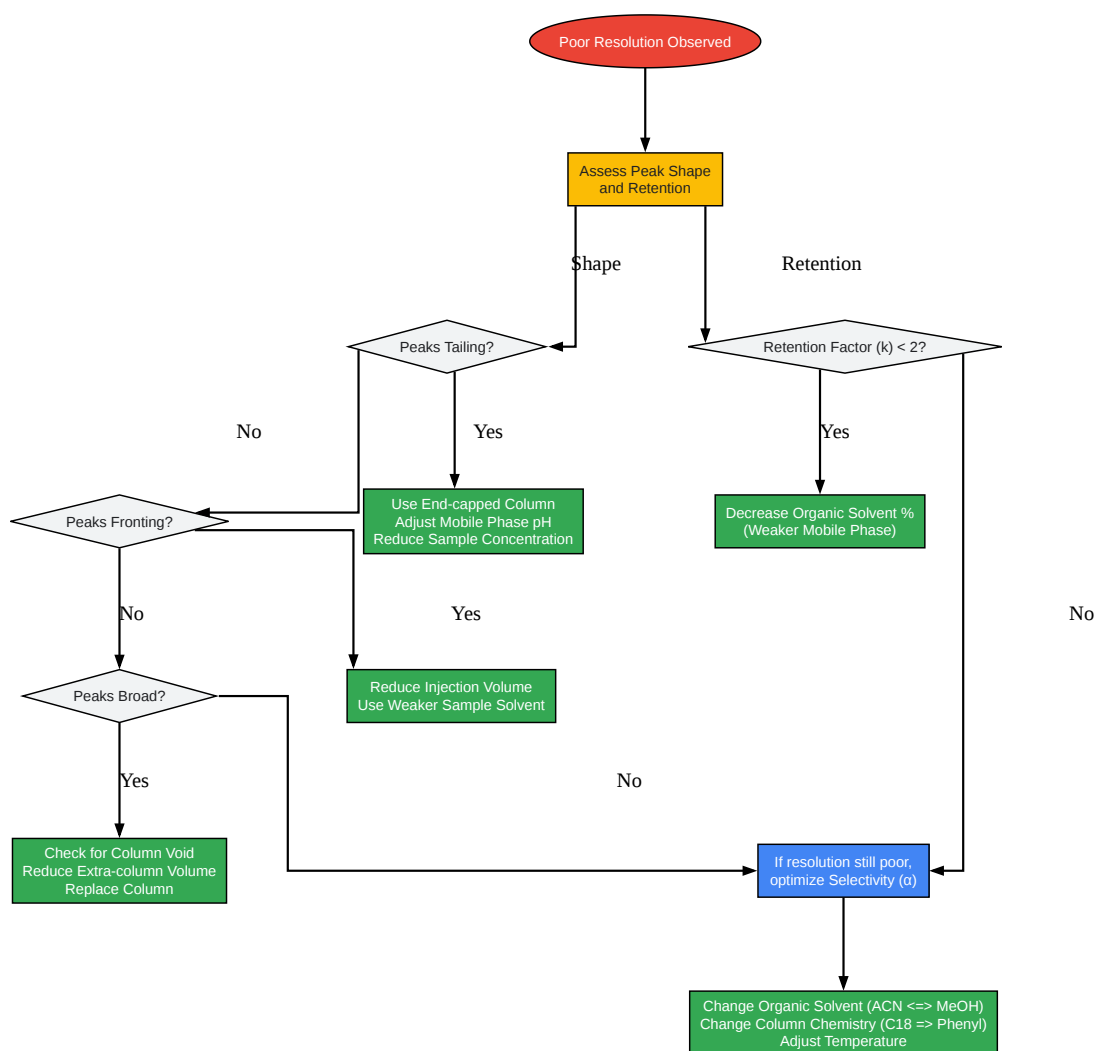 Poor Resolution Observed
Assess Peak Shape
and Retention
Shape
Retention
Peaks Tailing?
Retention Factor (k) < 2?
No
Yes
Yes
Peaks Fronting?
Use End-capped Column
Adjust Mobile Phase pH
Reduce Sample Concentration
Decrease Organic Solvent %
(Weaker Mobile Phase)
No
Yes
No
Peaks Broad?
Reduce Injection Volume
Use Weaker Sample Solvent
Yes
No
Check for Column Void
Reduce Extra-column Volume
Replace Column
If resolution still poor,
optimize Selectivity (α)
Change Organic Solvent (ACN <=> MeOH)
Change Column Chemistry (C18 => Phenyl)
Adjust Temperature